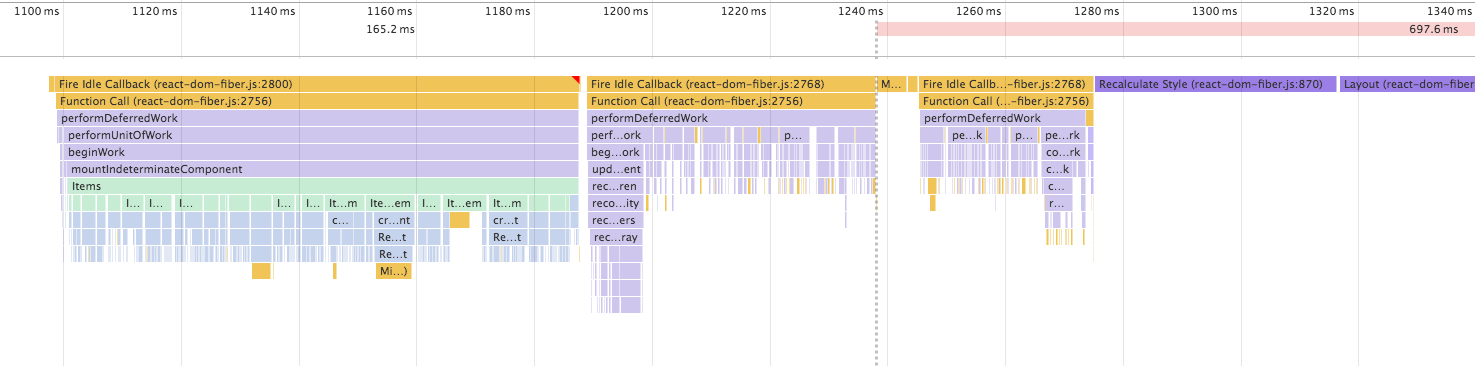 1100 ms 1120 ms 1140 ms 1160 ms 1180 ms 1200 ms 1220 ms 1240 ms 1260 ms 1280 ms 1300 ms 1320 ms 1340 ms
165.2 ms 697.6 ms
Fire Idle Callback (react-dom-fiber.js:2800) Fire Idle Callback (react-dom-fiber.js:2768) M... Fire Idle Callb...-fiber.js:2768) Recalculate Style (react-dom-fiber.js:870) Layout (react-dom-fiber
Function Call (react-dom-fiber.js:2756) Function Call (react-dom-fiber.js:2756) Function Call (...-fiber.js:2756)
performDeferredWork performDeferredWork performDeferredWork
performUnitOfWork perf...ork p... pe...k p... pe...rk
beginWork beg...ork co...rk
mountIndeterminateComponent upd...ent c...k
Items rec...ren c...
I... I... I... I... I... It...m Ite...em I... It...em It...m reco...ity r...
c... cr...nt cr...t rec...ers
Re...t Re...t rec...ray
Re...t
Mi...)